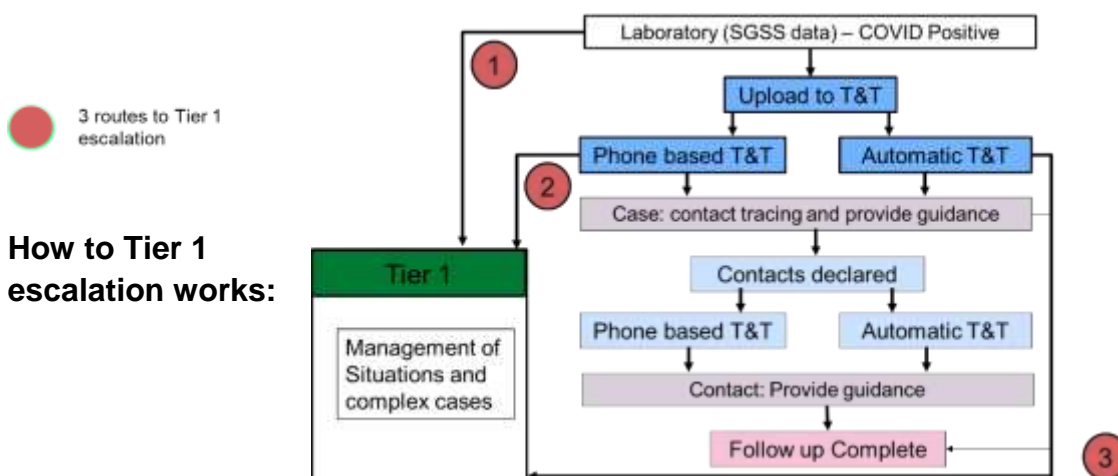 Laboratory (SGSS data) – COVID Positive
1
Upload to T&T
3 routes to Tier 1
escalation
Phone based T&T
Automatic T&T
2
Case: contact tracing and provide guidance
How to Tier 1
escalation works:
Tier 1
Contacts declared
Phone based T&T
Automatic T&T
Management of
Situations and
complex cases
Contact: Provide guidance
Follow up Complete
3